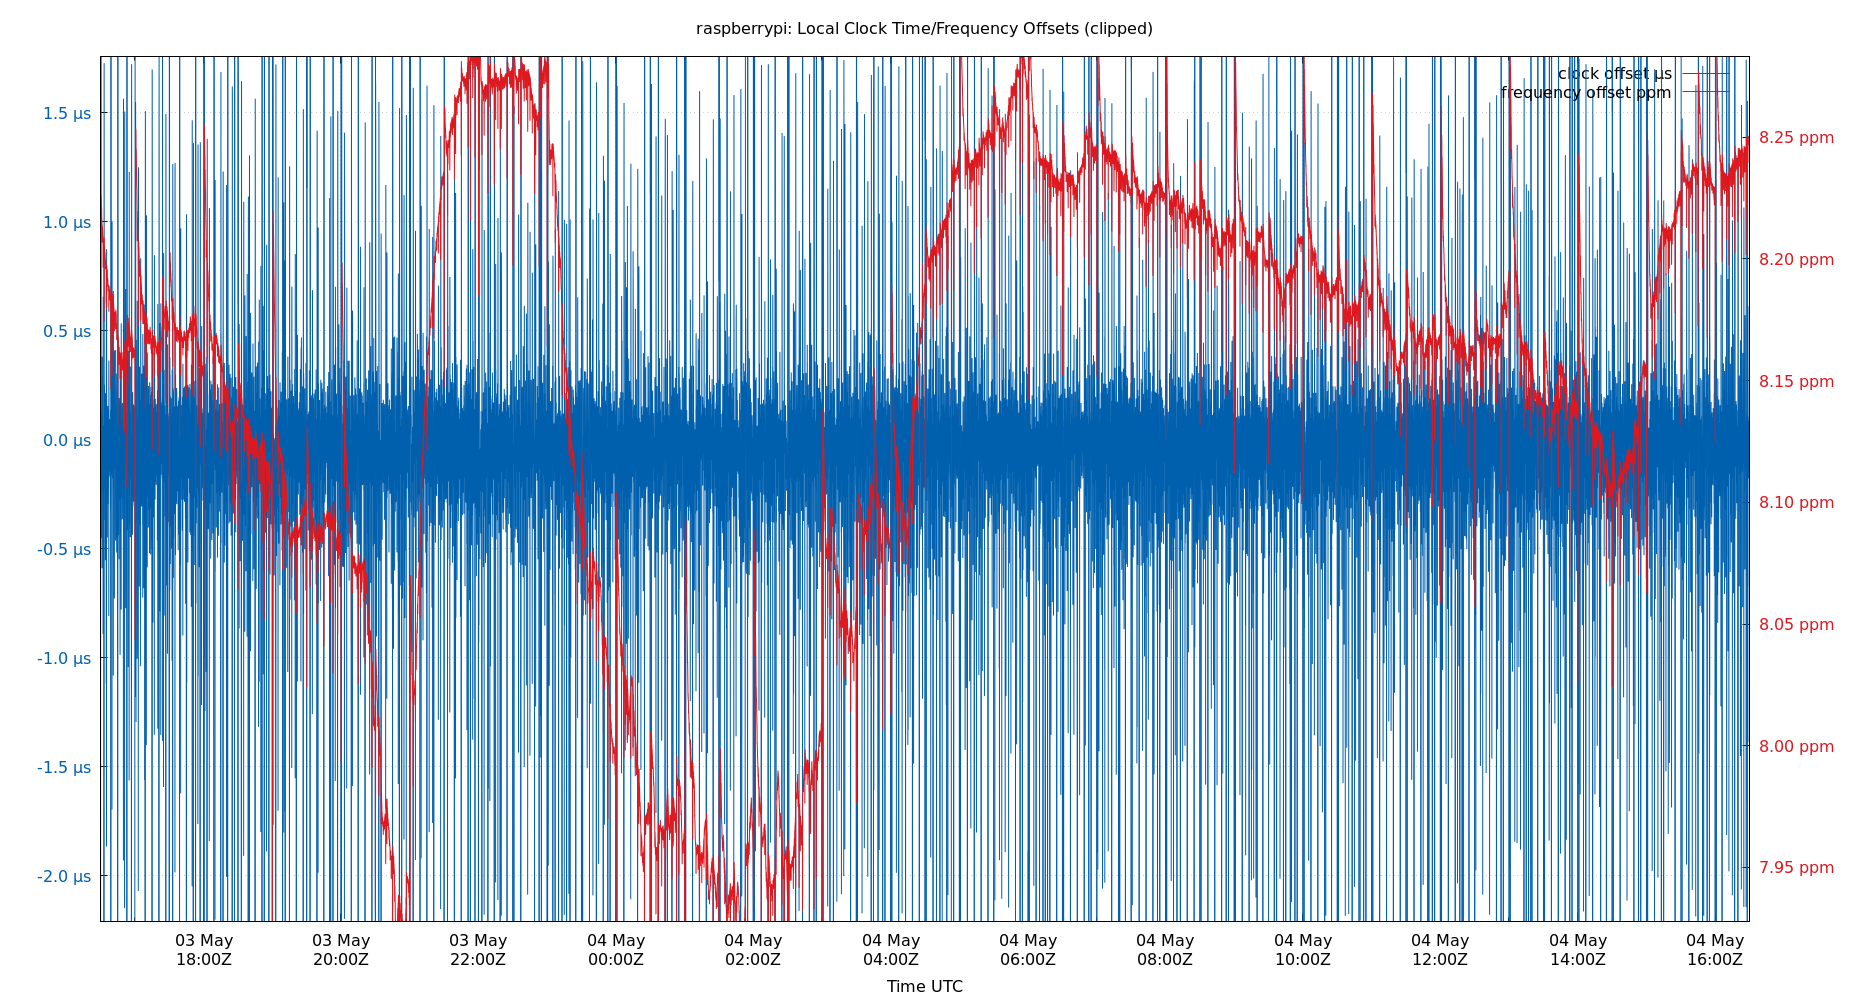 raspberrypi: Local Clock Time/Frequency Offsets (clipped)
clock offset µs
frequency offset ppm
1.5 µs
1.0 µs
0.5 µs
0.0 µs
-0.5 µs
-1.0 µs
-1.5 µs
-2.0 µs
8.25 ppm
8.20 ppm
8.15 ppm
8.10 ppm
8.05 ppm
8.00 ppm
7.95 ppm
03 May 03 May 03 May 04 May 04 May 04 May 04 May 04 May 04 May 04 May 04 May 04 May
18:00Z 20:00Z 22:00Z 00:00Z 02:00Z 04:00Z 06:00Z 08:00Z 10:00Z 12:00Z 14:00Z 16:00Z
Time UTC